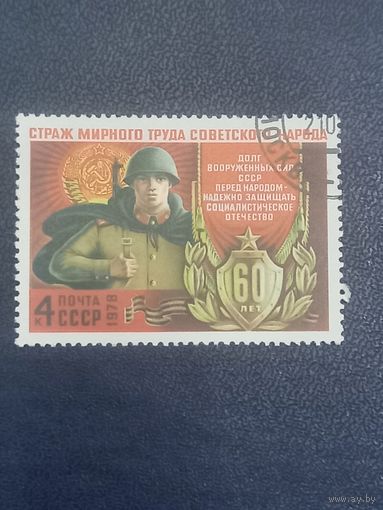 СТРАЖ МИРНОГО ТРУДА СОВЕТСКОГО НАРОДА
ДОЛГ
ВООРУЖЕННЫХ СИЛ
СССР
ПЕРЕД НАРОДОМ-
НАДЕЖНО ЗАЩИЩАТЬ
СОЦИАЛИСТИЧЕСКОЕ
ОТЕЧЕСТВО
60
ЛЕТ
4 К ПОЧТА
СССР
1978
www.ay.by